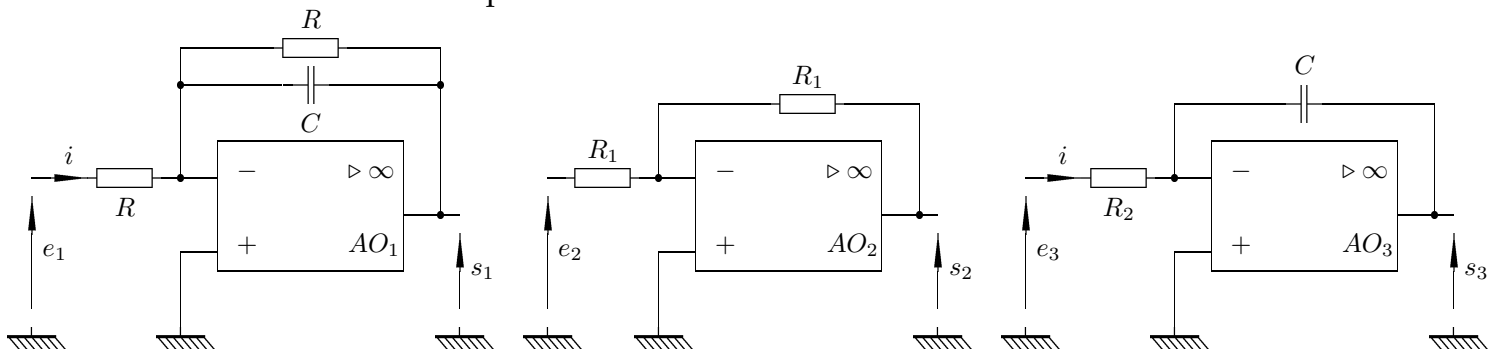 R
C
i
R
e₁
− ▷ ∞
+ AO₁
s₁
R₁
R₁
e₂
− ▷ ∞
+ AO₂
s₂
C
i
R₂
e₃
− ▷ ∞
+ AO₃
s₃